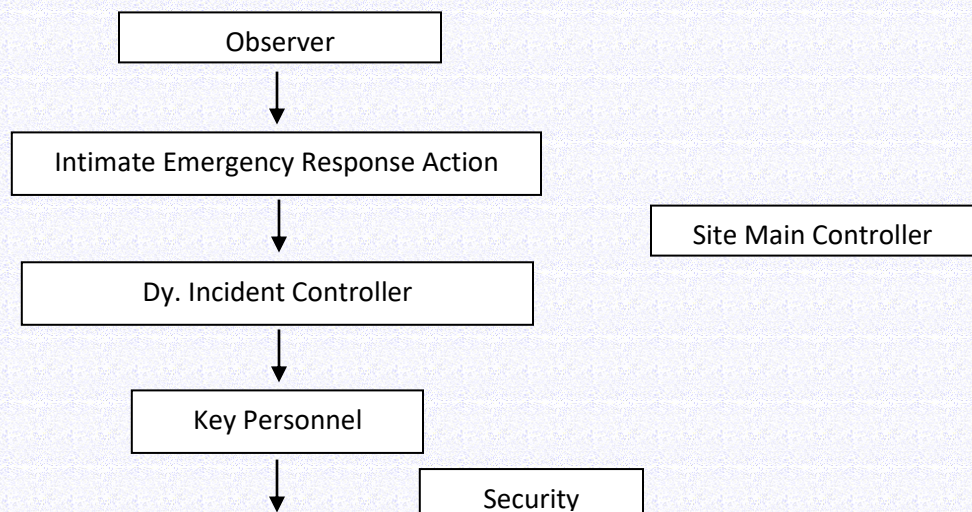 Observer
Intimate Emergency Response Action
Site Main Controller
Dy. Incident Controller
Key Personnel
Security